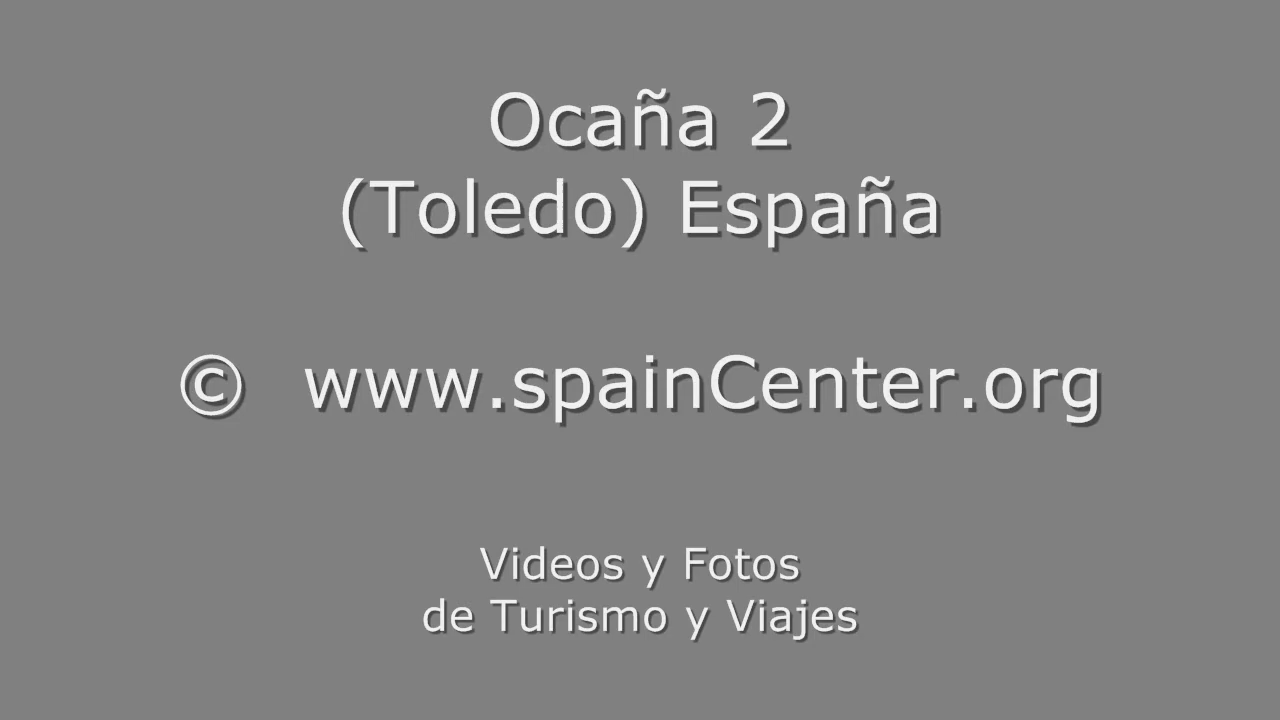 Ocaña 2
(Toledo) España
© www.spainCenter.org
Videos y Fotos
de Turismo y Viajes